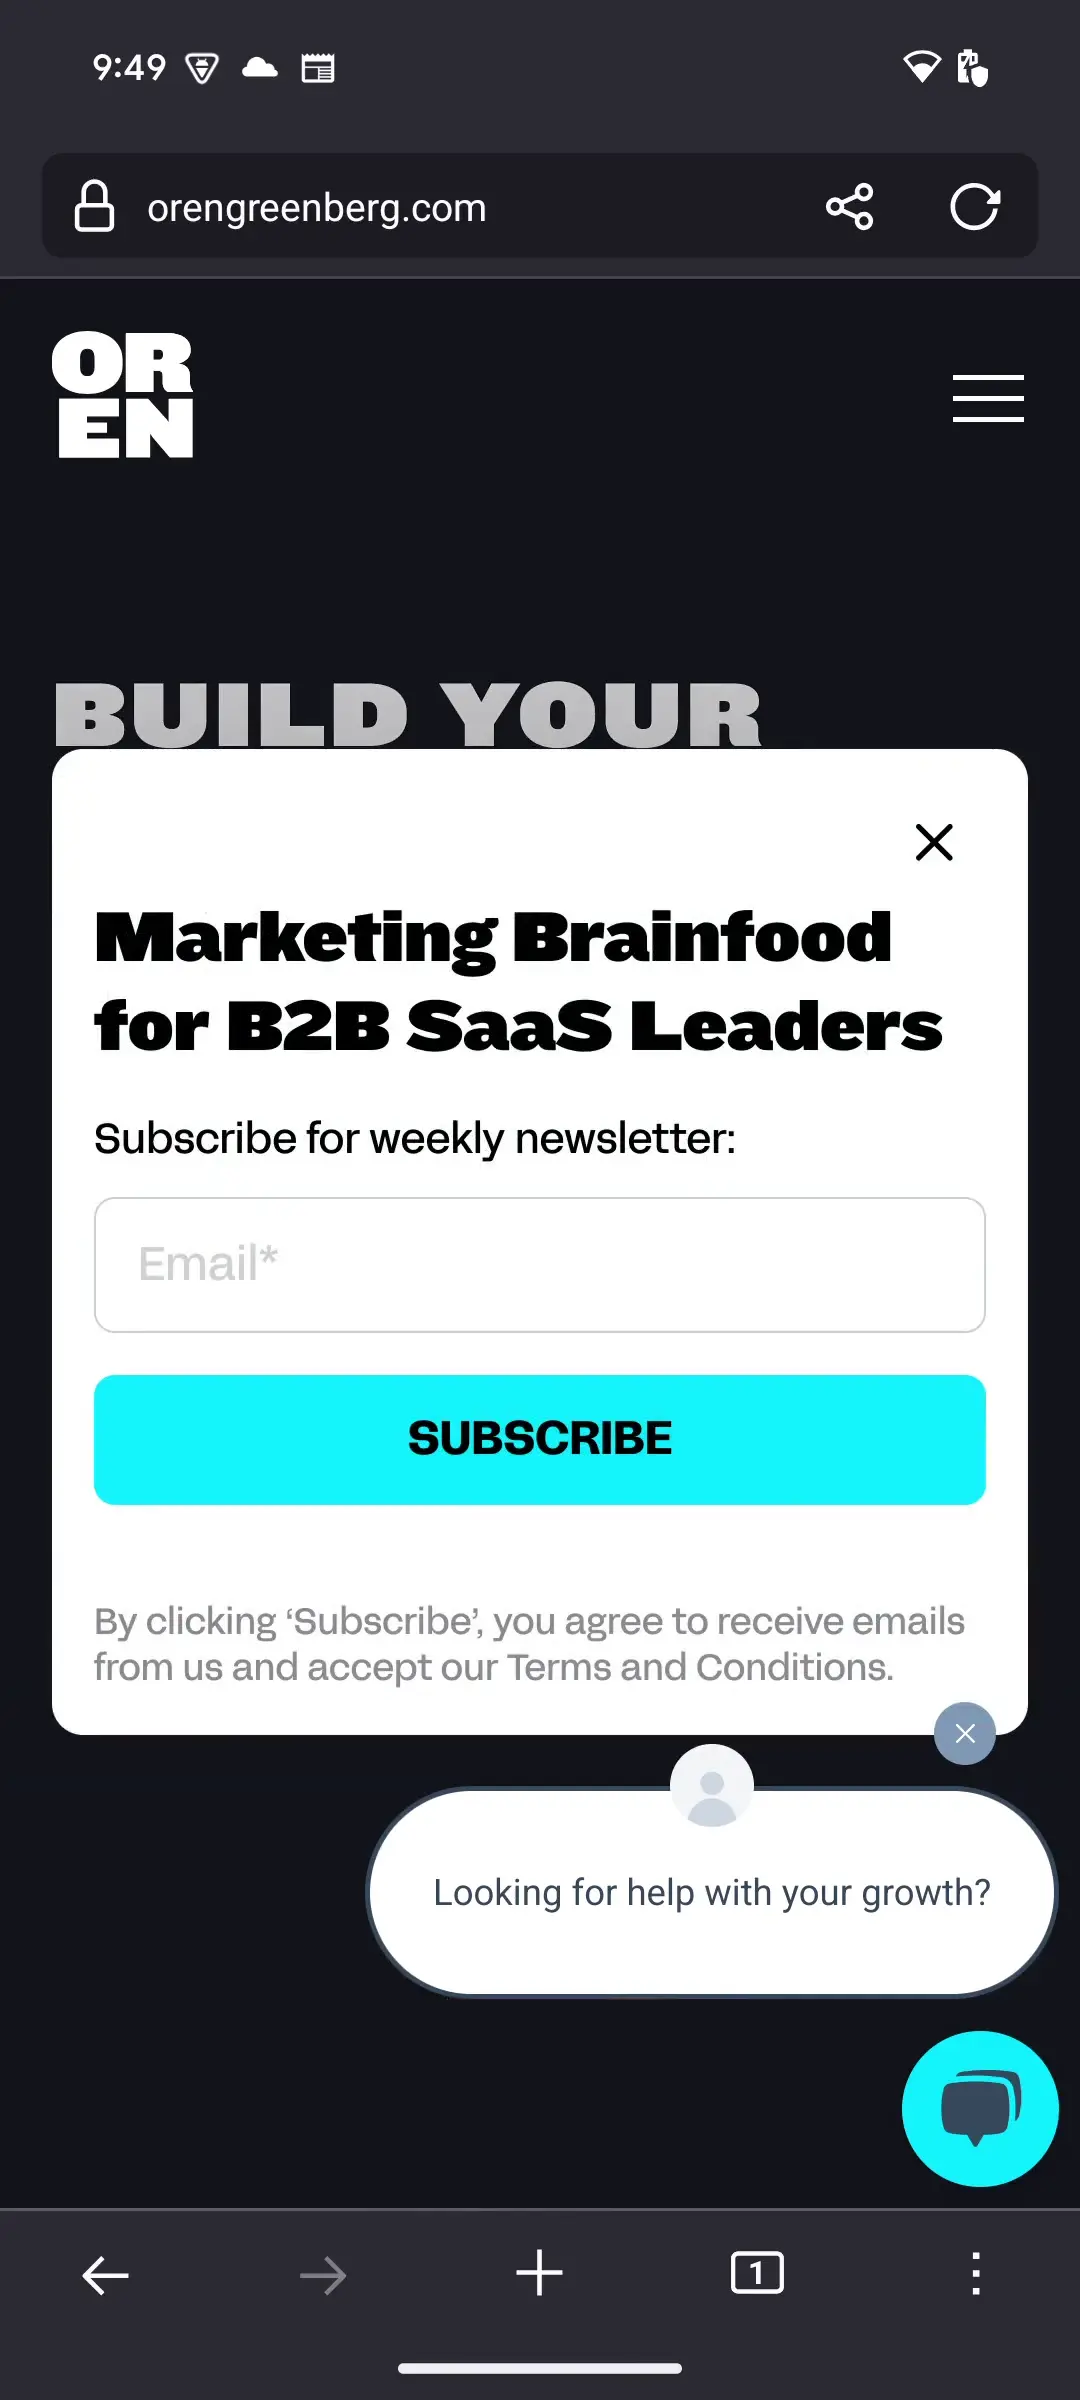 9:49
orengreenberg.com
OR
EN
BUILD YOUR
Marketing Brainfood
for B2B SaaS Leaders
Subscribe for weekly newsletter:
Email*
SUBSCRIBE
By clicking ‘Subscribe’, you agree to receive emails
from us and accept our Terms and Conditions.
Looking for help with your growth?
1